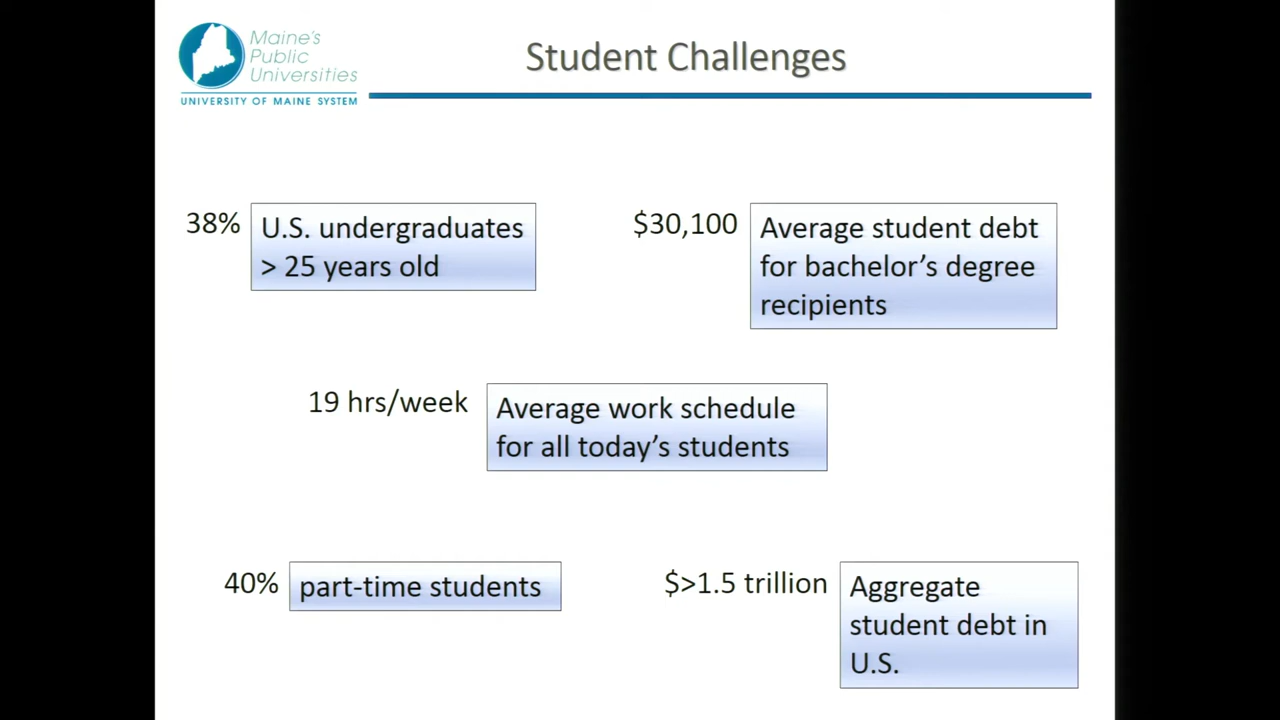 Maine's
Public
Universities
UNIVERSITY OF MAINE SYSTEM
Student Challenges
38%
U.S. undergraduates
> 25 years old
$30,100
Average student debt
for bachelor's degree
recipients
19 hrs/week
Average work schedule
for all today's students
40%
part-time students
$>1.5 trillion
Aggregate
student debt in
U.S.